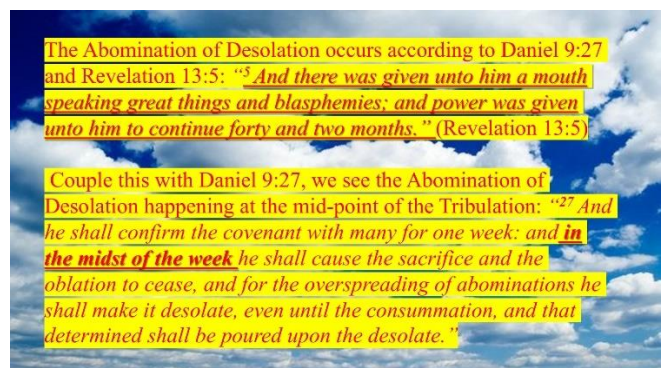 The Abomination of Desolation occurs according to Daniel 9:27
and Revelation 13:5: “5 And there was given unto him a mouth
speaking great things and blasphemies; and power was given
unto him to continue forty and two months.” (Revelation 13:5)
Couple this with Daniel 9:27, we see the Abomination of
Desolation happening at the mid-point of the Tribulation: “27 And
he shall confirm the covenant with many for one week: and in
the midst of the week he shall cause the sacrifice and the
oblation to cease, and for the overspreading of abominations he
shall make it desolate, even until the consummation, and that
determined shall be poured upon the desolate.”